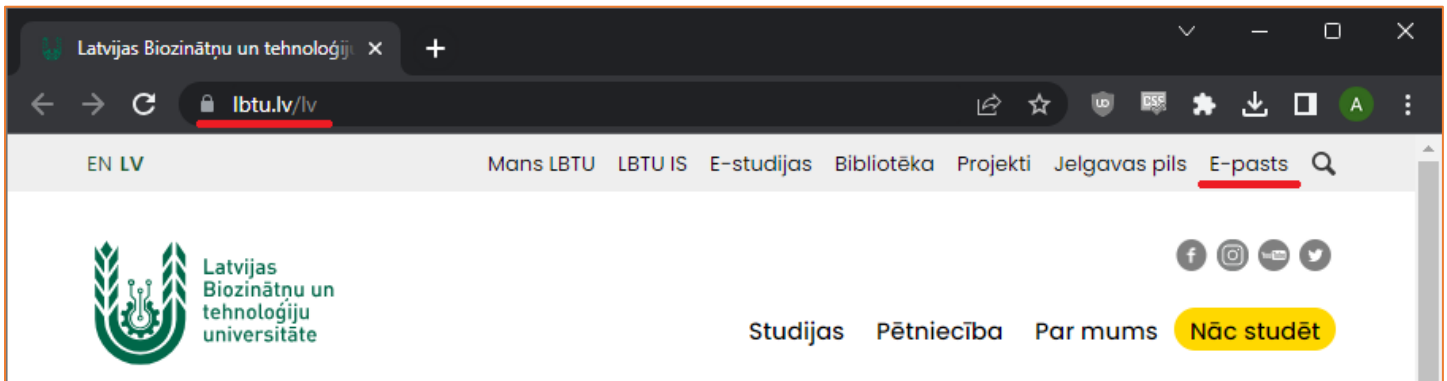 Latvijas Biozinātņu un tehnoloģij
lbtu.lv/lv
A
EN LV Mans LBTU LBTU IS E-studijas Bibliotēka Projekti Jelgavas pils E-pasts
Latvijas
Biozinātņu un
tehnoloģiju
universitāte
Studijas Pētniecība Par mums Nāc studēt